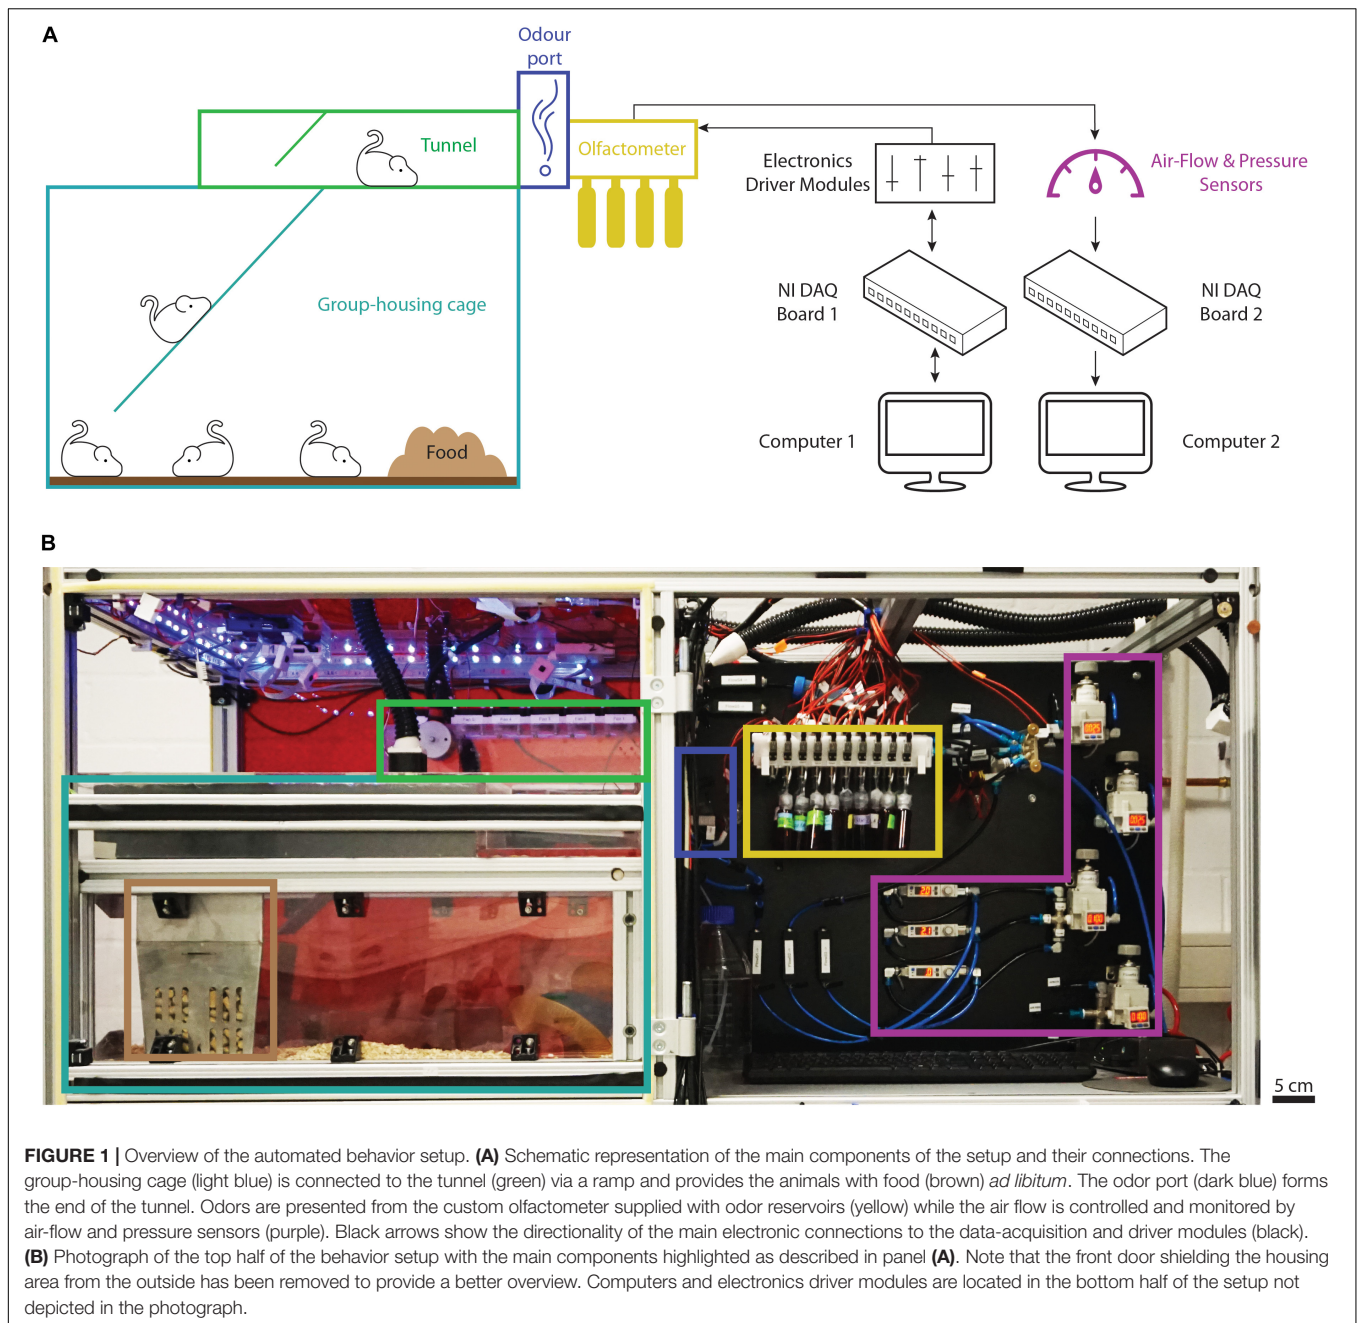 A
Odour
port
Tunnel
Olfactometer
Electronics
Driver Modules
Air-Flow & Pressure
Sensors
Group-housing cage
NI DAQ
Board 1
NI DAQ
Board 2
Food
Computer 1
Computer 2
B
5 cm
FIGURE 1 | Overview of the automated behavior setup. (A) Schematic representation of the main components of the setup and their connections. The
group-housing cage (light blue) is connected to the tunnel (green) via a ramp and provides the animals with food (brown) ad libitum. The odor port (dark blue) forms
the end of the tunnel. Odors are presented from the custom olfactometer supplied with odor reservoirs (yellow) while the air flow is controlled and monitored by
air-flow and pressure sensors (purple). Black arrows show the directionality of the main electronic connections to the data-acquisition and driver modules (black).
(B) Photograph of the top half of the behavior setup with the main components highlighted as described in panel (A). Note that the front door shielding the housing
area from the outside has been removed to provide a better overview. Computers and electronics driver modules are located in the bottom half of the setup not
depicted in the photograph.